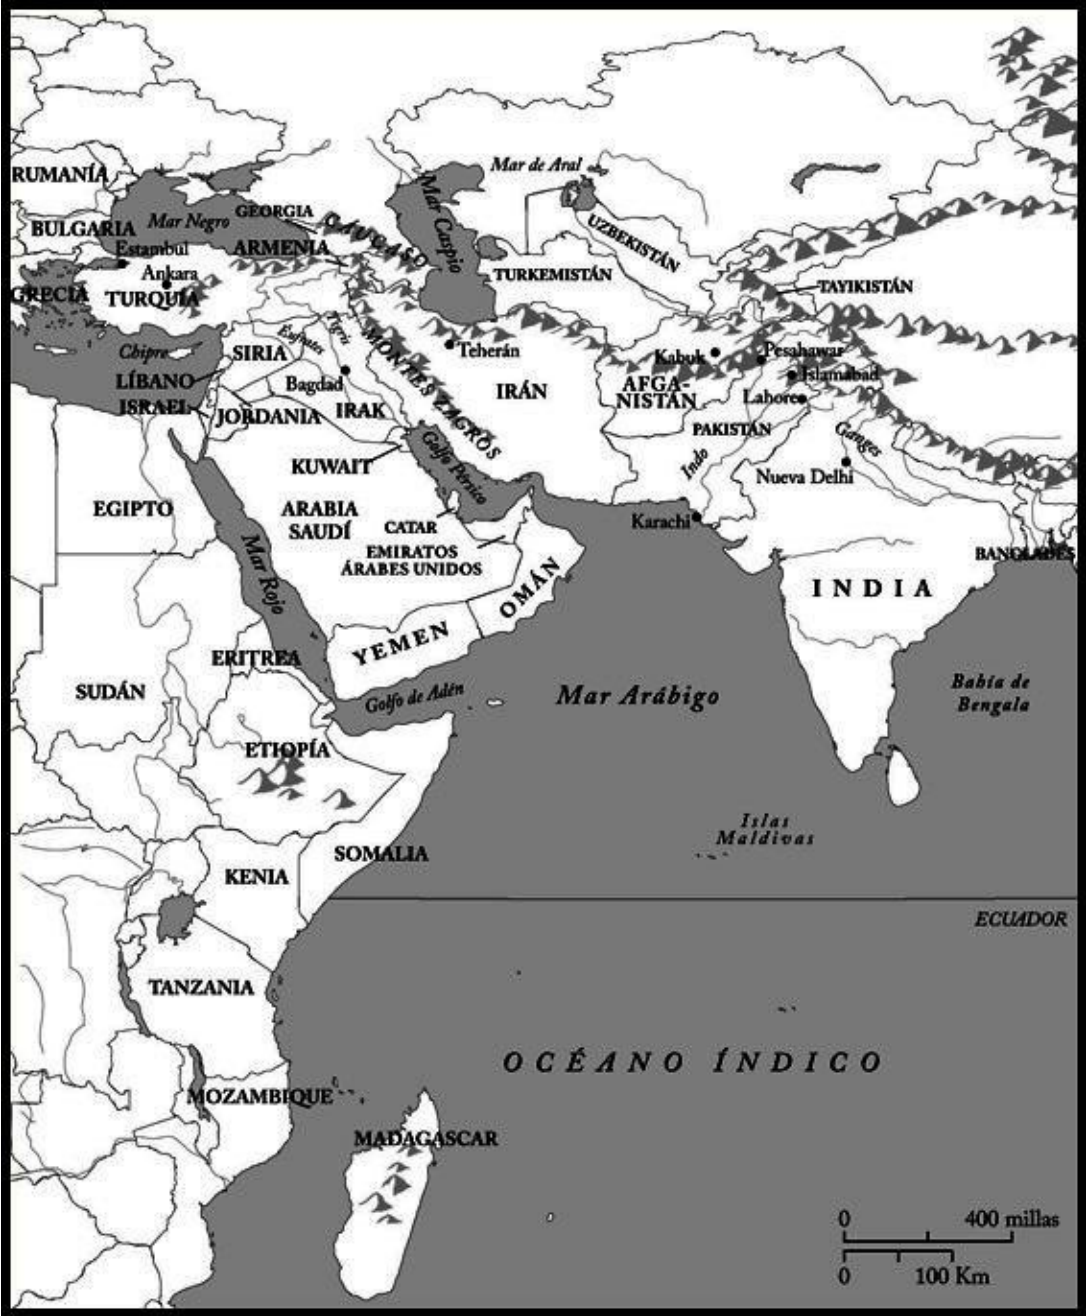 RUMANÍA
Mar de Aral
Mar Caspio
BULGARIA
Mar Negro
GEORGIA
CÁUCASO
UZBEKISTÁN
Estambul
ARMENIA
Ankara
TURKEMISTÁN
GRECIA
TURQUÍA
TAYIKISTÁN
Chipre
SIRIA
Éufrates
Tigris
MONTES ZAGROS
Teherán
Kabuk
Pesahawar
LÍBANO
Bagdad
IRÁN
AFGA-
NISTÁN
Islamabad
ISRAEL
JORDANIA
IRAK
Lahore
PAKISTÁN
Ganges
KUWAIT
Golfo Pérsico
Indo
Nueva Delhi
EGIPTO
ARABIA
SAUDÍ
CATAR
Karachi
EMIRATOS
ÁRABES UNIDOS
BANGLADÉS
Mar Rojo
OMÁN
INDIA
YEMEN
ERITREA
SUDÁN
Golfo de Adén
Mar Arábigo
Bahía de
Bengala
ETIOPÍA
Islas
Maldivas
SOMALIA
KENIA
ECUADOR
TANZANIA
OCÉANO ÍNDICO
MOZAMBIQUE
MADAGASCAR
0 400 millas
0 100 Km